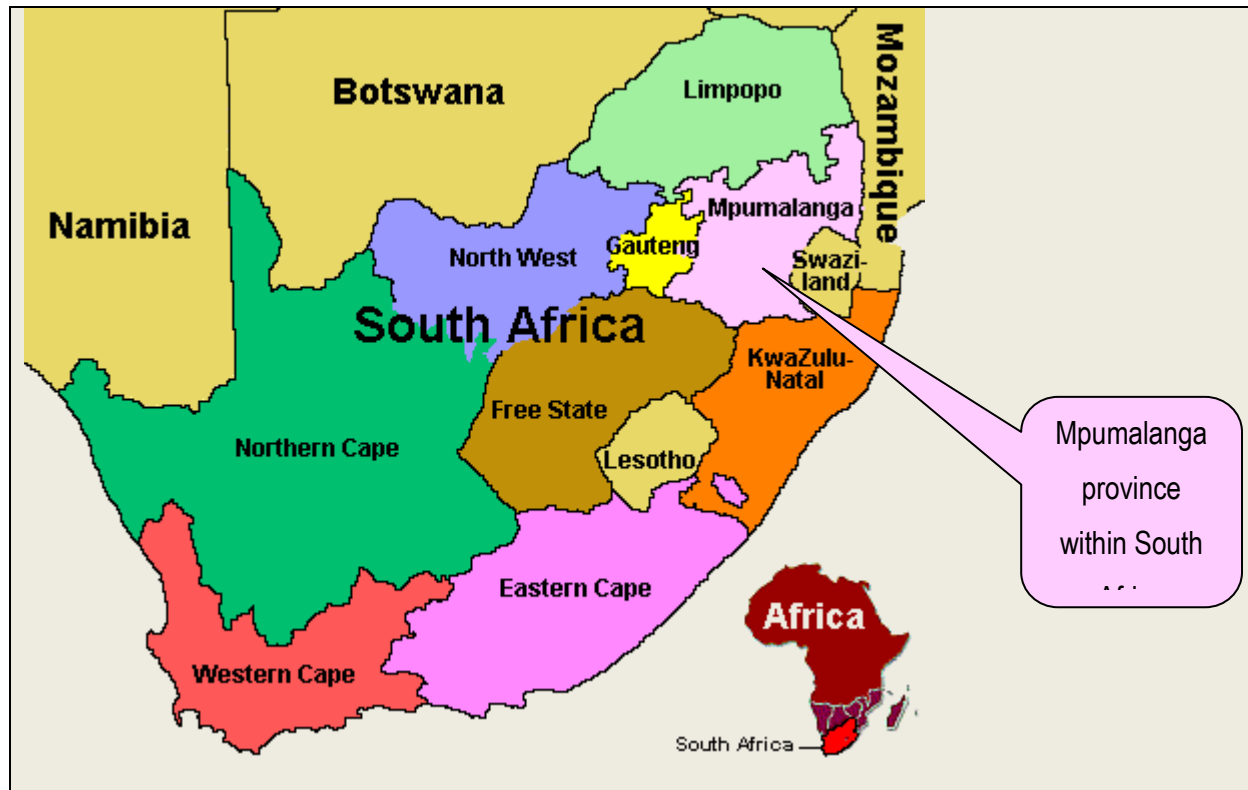 Botswana
Limpopo
Mozambique
Namibia
Mpumalanga
North West
Gauteng
Swazi-
land
South Africa
KwaZulu-
Natal
Free State
Northern Cape
Lesotho
Mpumalanga
province
within South
Eastern Cape
Africa
Western Cape
South Africa